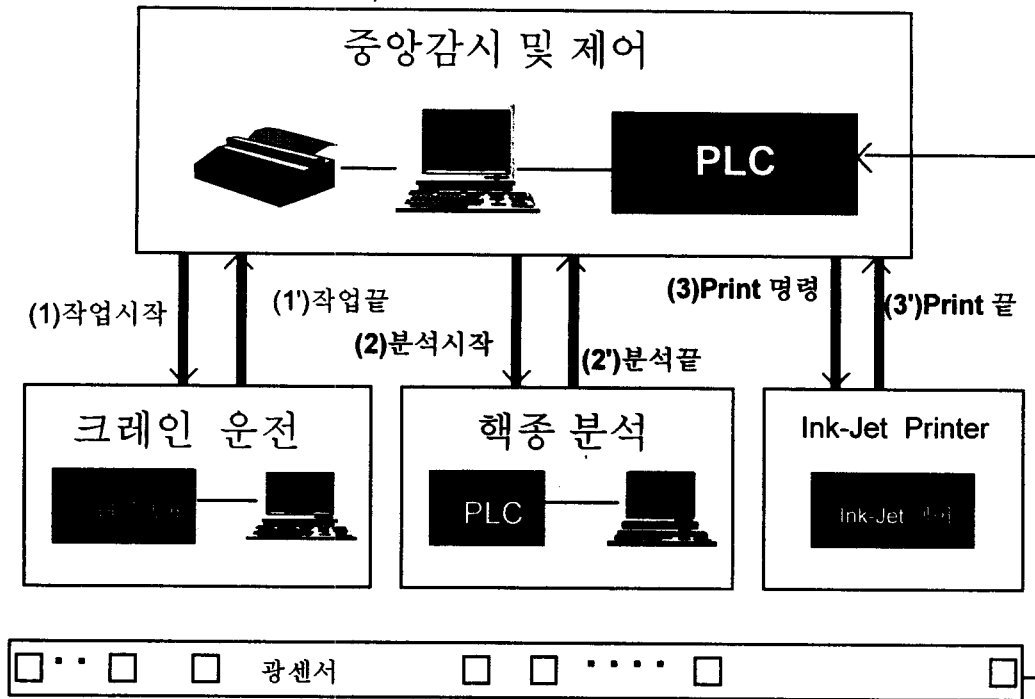 중앙감시 및 제어
PLC
(1)작업시작
(1')작업끝
(2)분석시작
(2')분석끝
(3)Print 명령
(3')Print 끝
크레인 운전
핵종 분석
PLC
Ink-Jet Printer
Ink-Jet
광센서